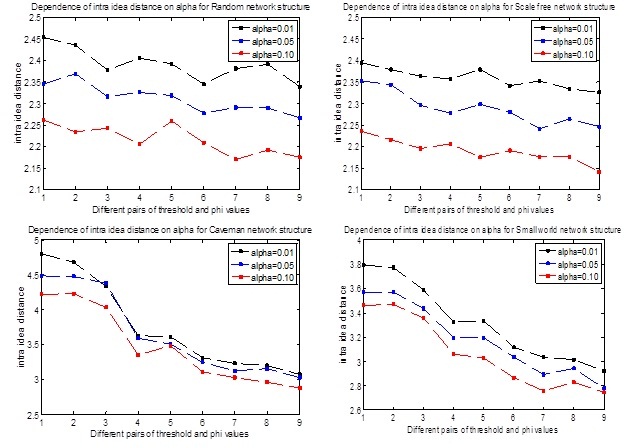 Dependence of intra idea distance on alpha for Random network structure
2.5
2.45
2.4
2.35
2.3
2.25
2.2
2.15
2.1
intra idea distance
alpha=0.01
alpha=0.05
alpha=0.10
1 2 3 4 5 6 7 8 9
Different pairs of threshold and phi values
Dependence of intra idea distance on alpha for Scale free network structure
2.5
2.45
2.4
2.35
2.3
2.25
2.2
2.15
2.1
intra idea distance
alpha=0.01
alpha=0.05
alpha=0.10
1 2 3 4 5 6 7 8 9
Different pairs of threshold and phi values
Dependence of intra idea distance on alpha for Caveman network structure
5
4.5
4
3.5
3
2.5
intra idea distance
alpha=0.01
alpha=0.05
alpha=0.10
1 2 3 4 5 6 7 8 9
Different pairs of threshold and phi values
Dependence of intra idea distance on alpha for Smallworld network structure
4
3.8
3.6
3.4
3.2
3
2.8
2.6
intra idea distance
alpha=0.01
alpha=0.05
alpha=0.10
1 2 3 4 5 6 7 8 9
Different pairs of threshold and phi values